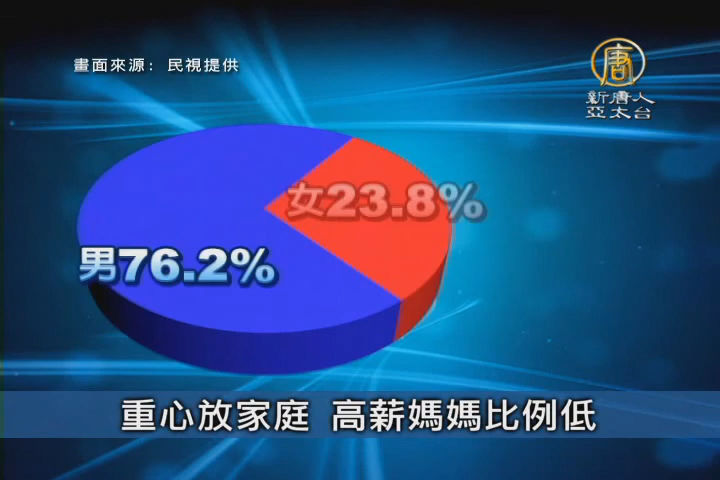 畫面來源： 民視提供
唐
新唐人
亞太台
女23.8%
男76.2%
重心放家庭 高薪媽媽比例低